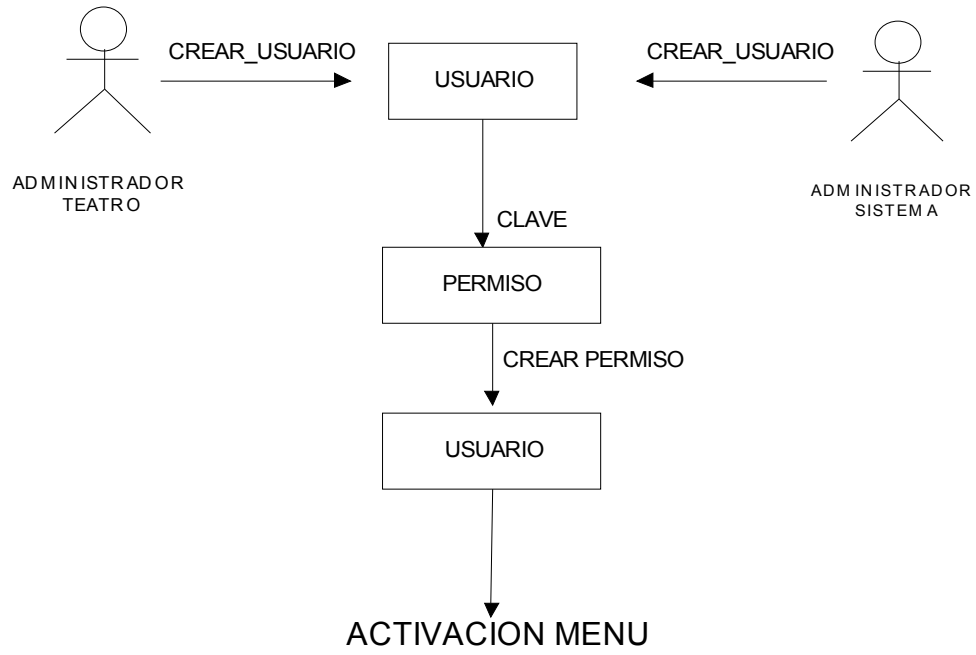 CREAR_USUARIO
USUARIO
CREAR_USUARIO
ADMINISTRADOR
TEATRO
ADMINISTRADOR
SISTEMA
CLAVE
PERMISO
CREAR PERMISO
USUARIO
ACTIVACION MENU